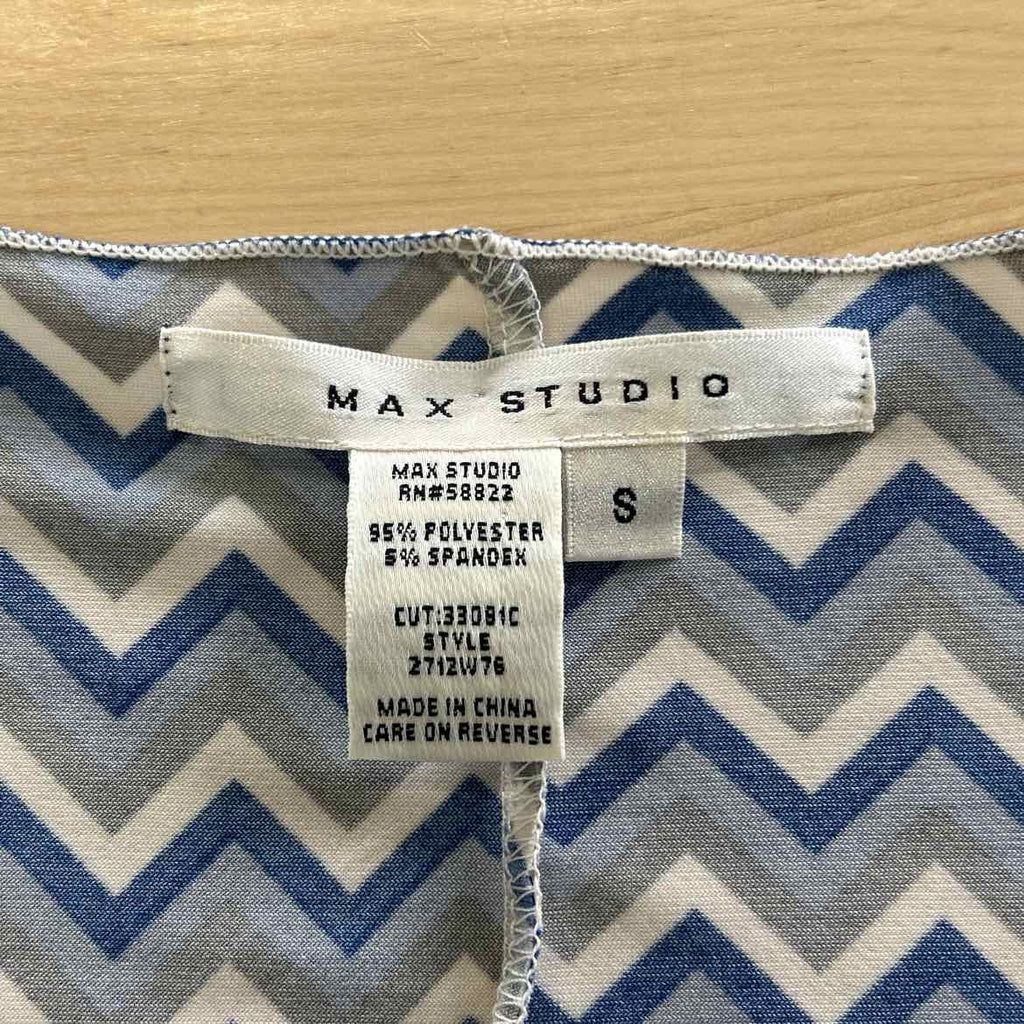 MAX STUDIO
MAX STUDIO
RN#58822
95% POLYESTER
5% SPANDEX
S
CUT:33081C
STYLE
2712W76
MADE IN CHINA
CARE ON REVERSE